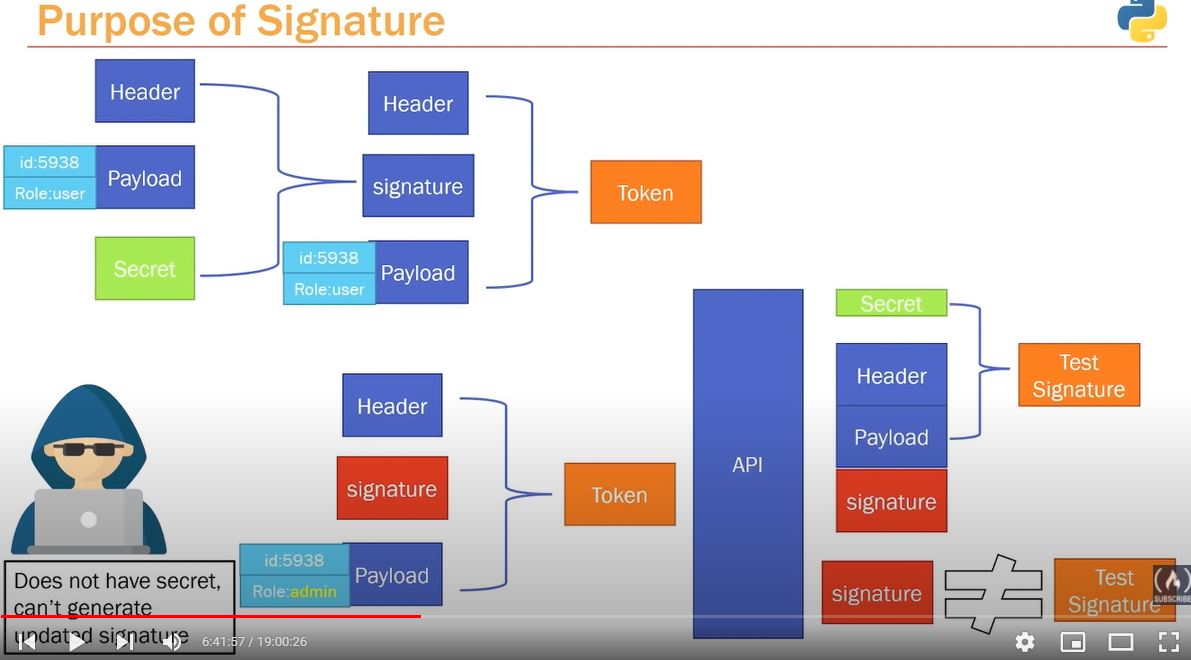 Purpose of Signature
Header
id:5938
Role:user
Payload
Secret
Header
signature
id:5938
Role:user
Payload
Token
Header
signature
id:5938
Role:admin
Payload
Token
Does not have secret,
can't generate
updated signature
API
Secret
Header
Payload
signature
Test
Signature
signature
≠
Test
Signature
SUBSCRIBE
6:41:57 / 19:00:26